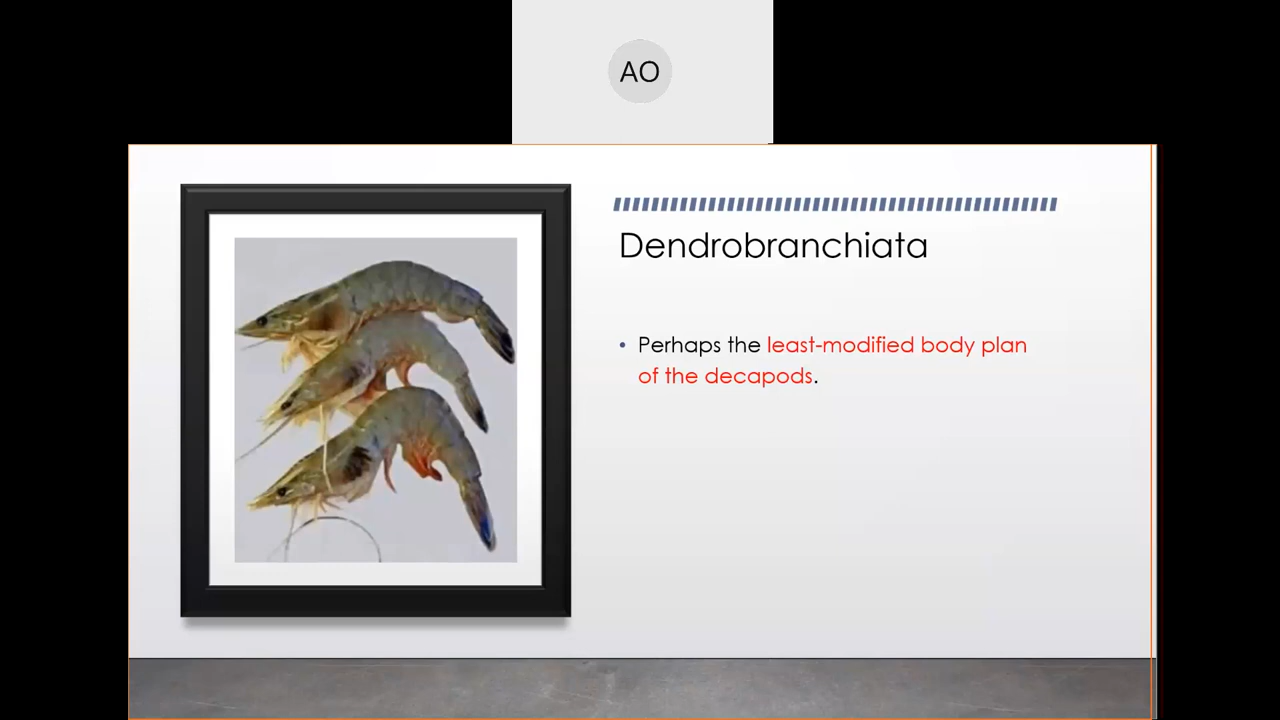 AO
Dendrobranchiata
• Perhaps the least-modified body plan
of the decapods.